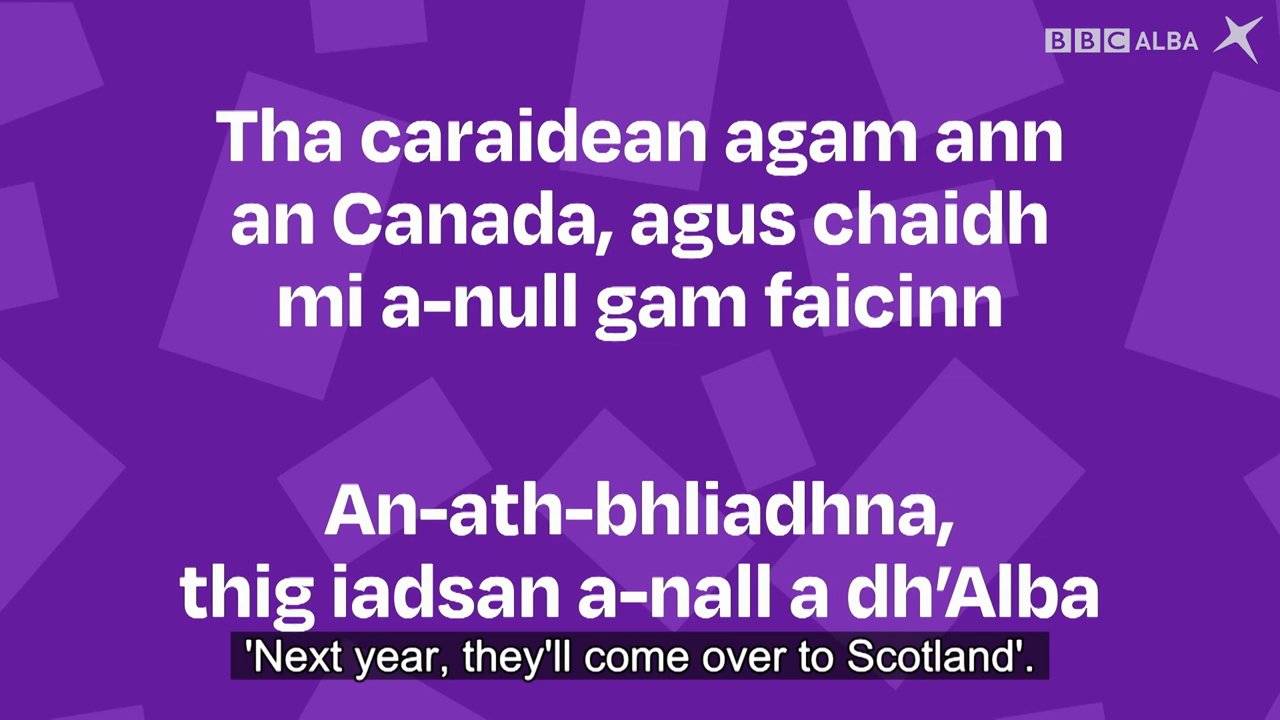 BBC ALBA
Tha caraidean agam ann
an Canada, agus chaidh
mi a-null gam faicinn
An-ath-bhliadhna,
thig iadsan a-nall a dh’Alba
'Next year, they'll come over to Scotland'.